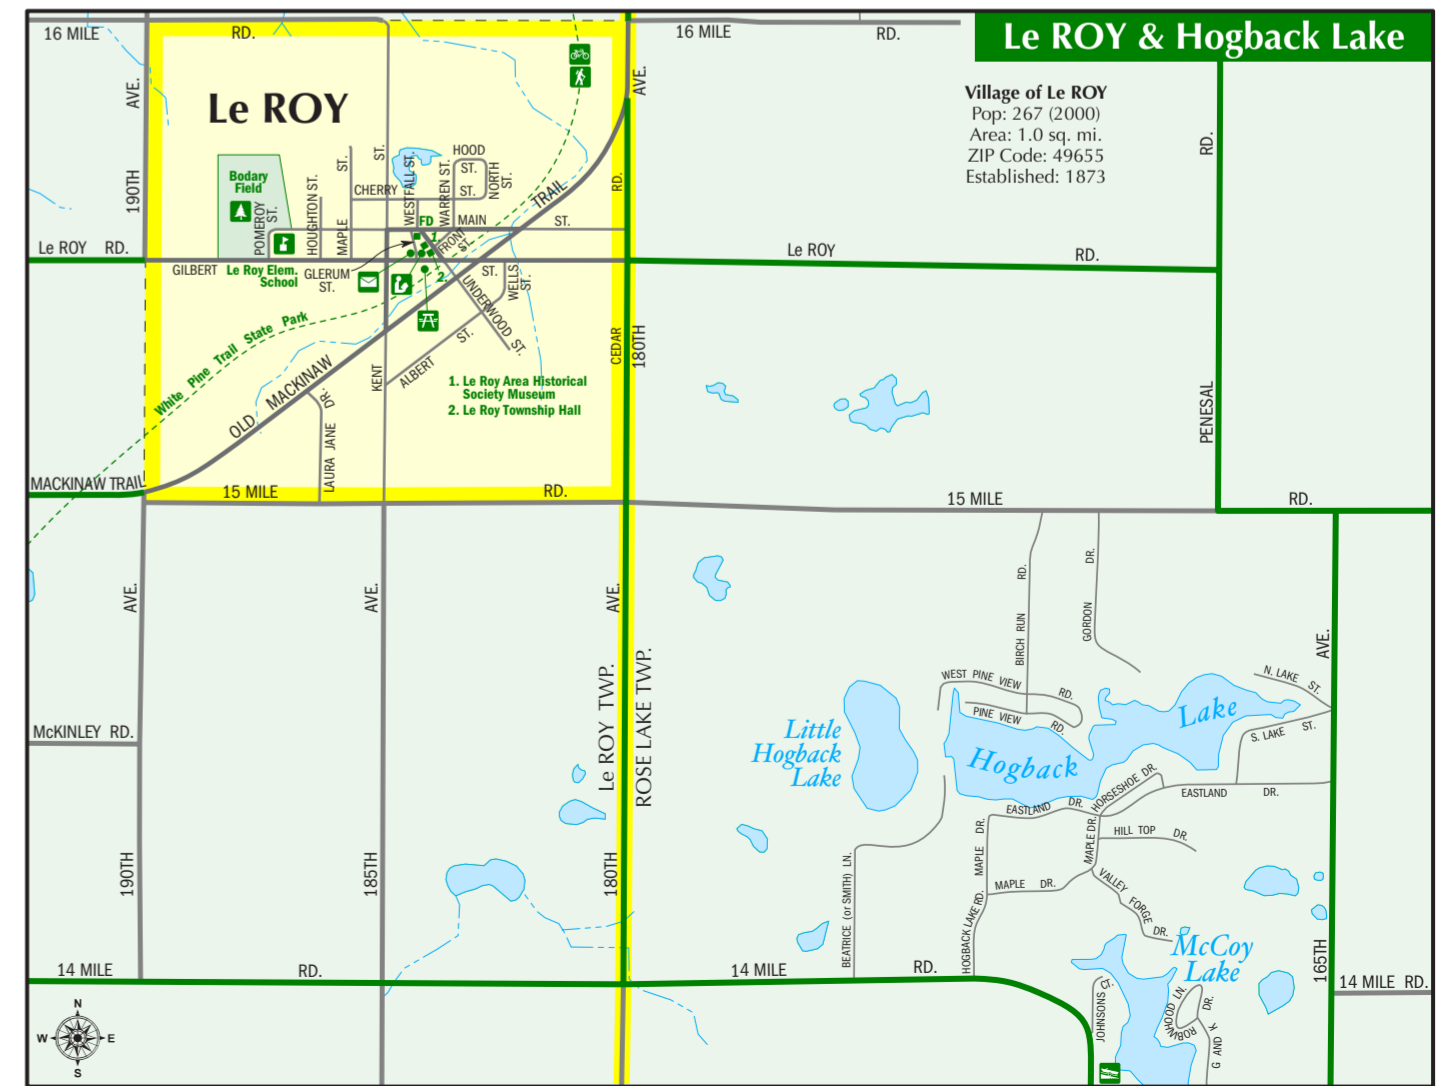 Le ROY & Hogback Lake
16 MILE
RD.
16 MILE
RD.
Village of Le ROY
Pop: 267 (2000)
Area: 1.0 sq. mi.
ZIP Code: 49655
Established: 1873
AVE.
190TH
Le ROY
AVE.
RD.
RD.
Bodary
Field
POMEROY
ST.
HOUGHTON ST.
MAPLE
ST.
ST.
CHERRY
ST.
WESTFALL ST.
WARREN ST.
HOOD
ST.
NORTH
ST.
TRAIL
FD
MAIN
ST.
1.
FRONT
ST.
2.
Le ROY RD.
Le ROY
RD.
GILBERT
Le Roy Elem.
School
GLERUM
ST.
ST.
WELLS
ST.
UNDERWOOD ST.
ALBERT
ST.
KENT
CEDAR
180TH
White Pine Trail State Park
OLD MACKINAW
LAURA JANE DR.
1. Le Roy Area Historical
Society Museum
2. Le Roy Township Hall
PENESAL
MACKINAW TRAIL
15 MILE
RD.
15 MILE
RD.
AVE.
AVE.
AVE.
BIRCH RUN RD.
GORDON DR.
AVE.
Le ROY TWP.
ROSE LAKE TWP.
WEST PINE VIEW RD.
PINE VIEW RD.
N. LAKE ST.
S. LAKE ST.
McKINLEY RD.
Little
Hogback
Lake
Hogback Lake
EASTLAND DR.
HORSESHOE DR.
EASTLAND DR.
MAPLE DR.
MAPLE DR.
HILL TOP DR.
MAPLE DR.
VALLEY FORGE DR.
190TH
185TH
180TH
BEATRICE (or SMITH) LN.
HOGBACK LAKE RD.
McCoy
Lake
165TH
14 MILE
RD.
14 MILE
RD.
14 MILE RD.
JOHNSONS CT.
ROBINHOOD LN.
G AND K DR.
N
W
E
S